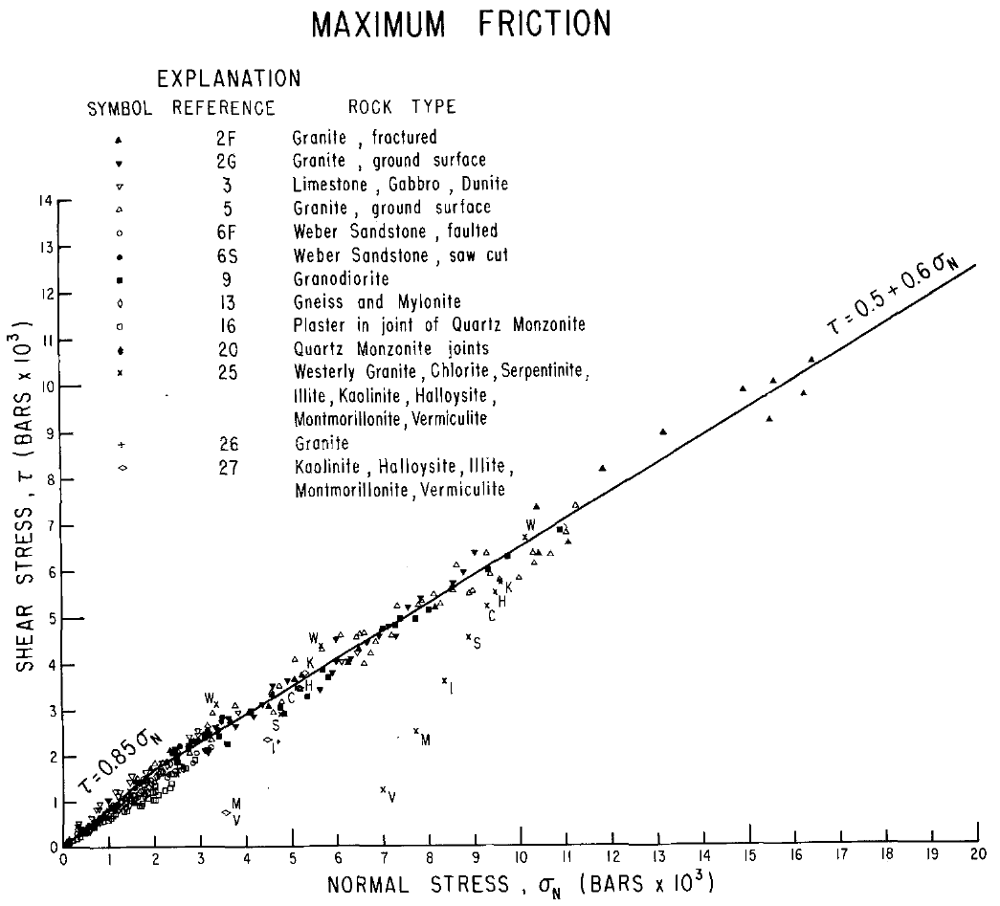 MAXIMUM FRICTION
EXPLANATION
SYMBOL REFERENCE ROCK TYPE
2F Granite, fractured
2G Granite, ground surface
3 Limestone, Gabbro, Dunite
5 Granite, ground surface
6F Weber Sandstone, faulted
6S Weber Sandstone, saw cut
9 Granodiorite
13 Gneiss and Mylonite
16 Plaster in joint of Quartz Monzonite
20 Quartz Monzonite joints
25 Westerly Granite, Chlorite, Serpentinite,
Illite, Kaolinite, Halloysite,
Montmorillonite, Vermiculite
26 Granite
27 Kaolinite, Halloysite, Illite,
Montmorillonite, Vermiculite
SHEAR STRESS, τ (BARS x 10³)
14
13
12
11
10
9
8
7
6
5
4
3
2
1
0
τ = 0.5 + 0.6 σN
τ = 0.85 σN
W
K
H
C
S
I
M
V
W
K
H
C
S
I
M
V
W
0 1 2 3 4 5 6 7 8 9 10 11 12 13 14 15 16 17 18 19 20
NORMAL STRESS, σN (BARS x 10³)